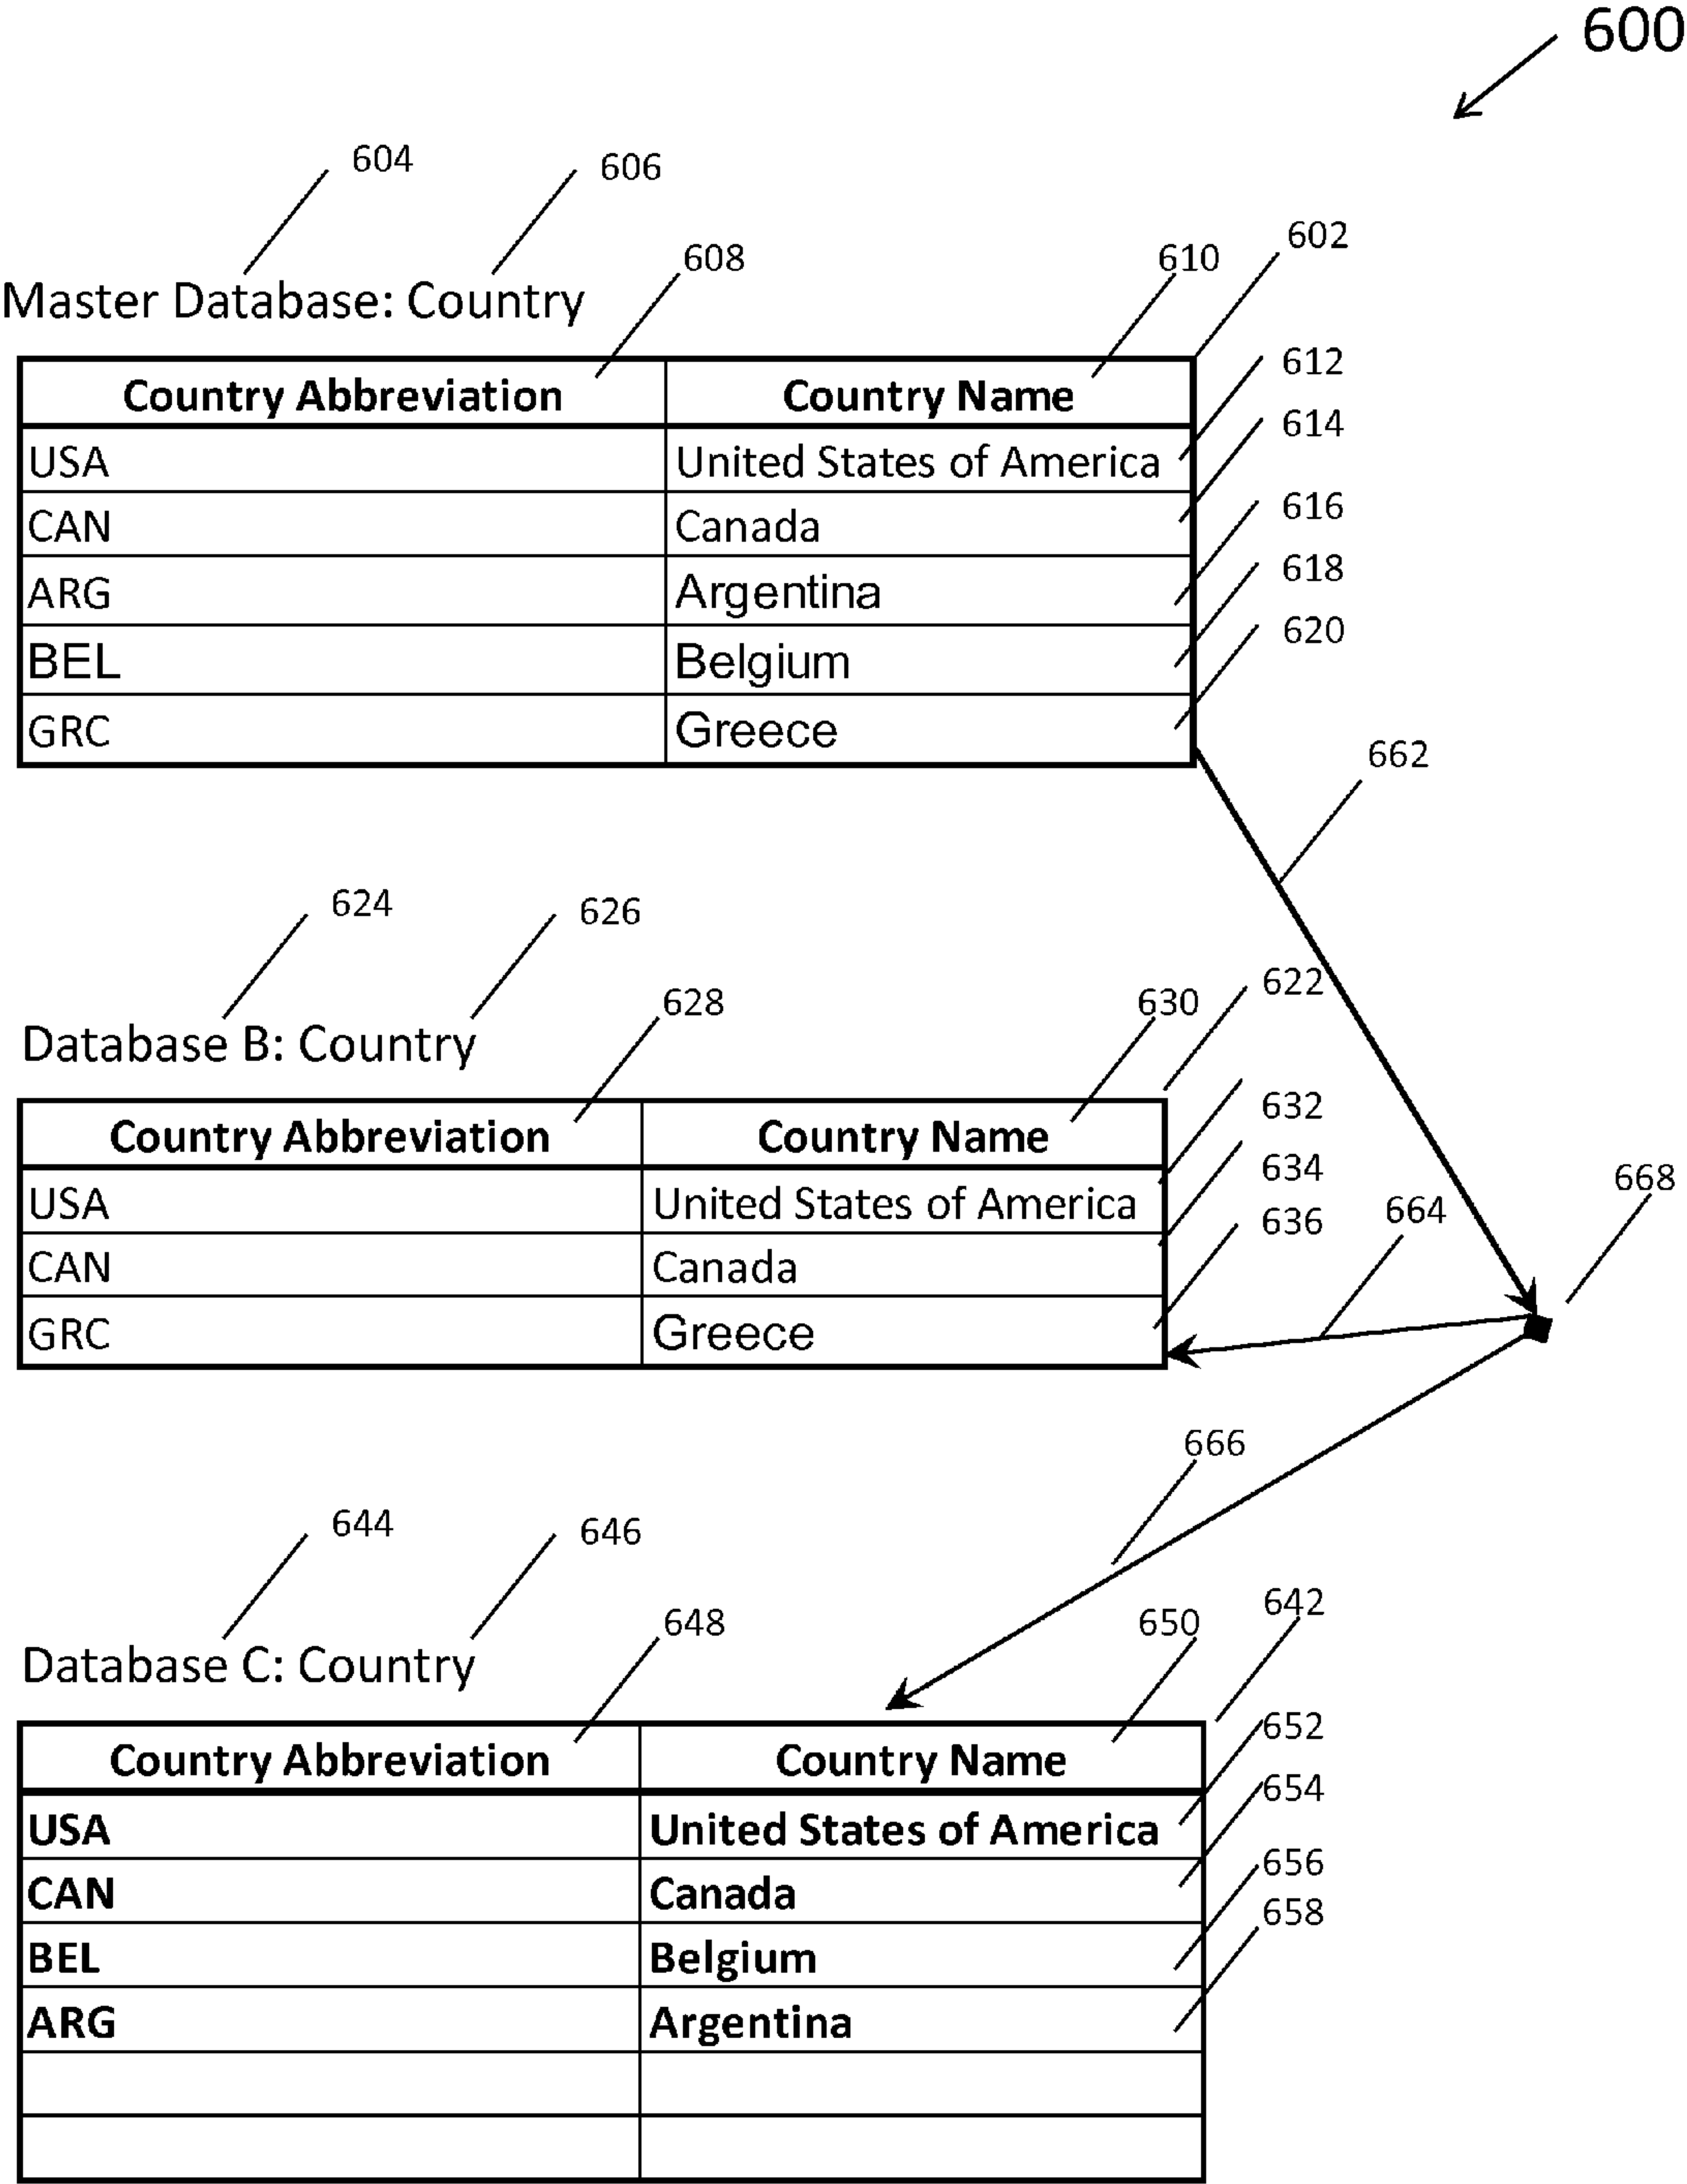 600
604 606
602
608 610
Master Database: Country
612
Country Abbreviation Country Name
614
USA United States of America
616
CAN Canada
618
ARG Argentina
620
BEL Belgium
GRC Greece
662
624 626
622
628 630
Database B: Country
632
Country Abbreviation Country Name
634
668
USA United States of America
636 664
CAN Canada
GRC Greece
666
644 646
642
648 650
Database C: Country
652
Country Abbreviation Country Name
654
USA United States of America
656
CAN Canada
658
BEL Belgium
ARG Argentina